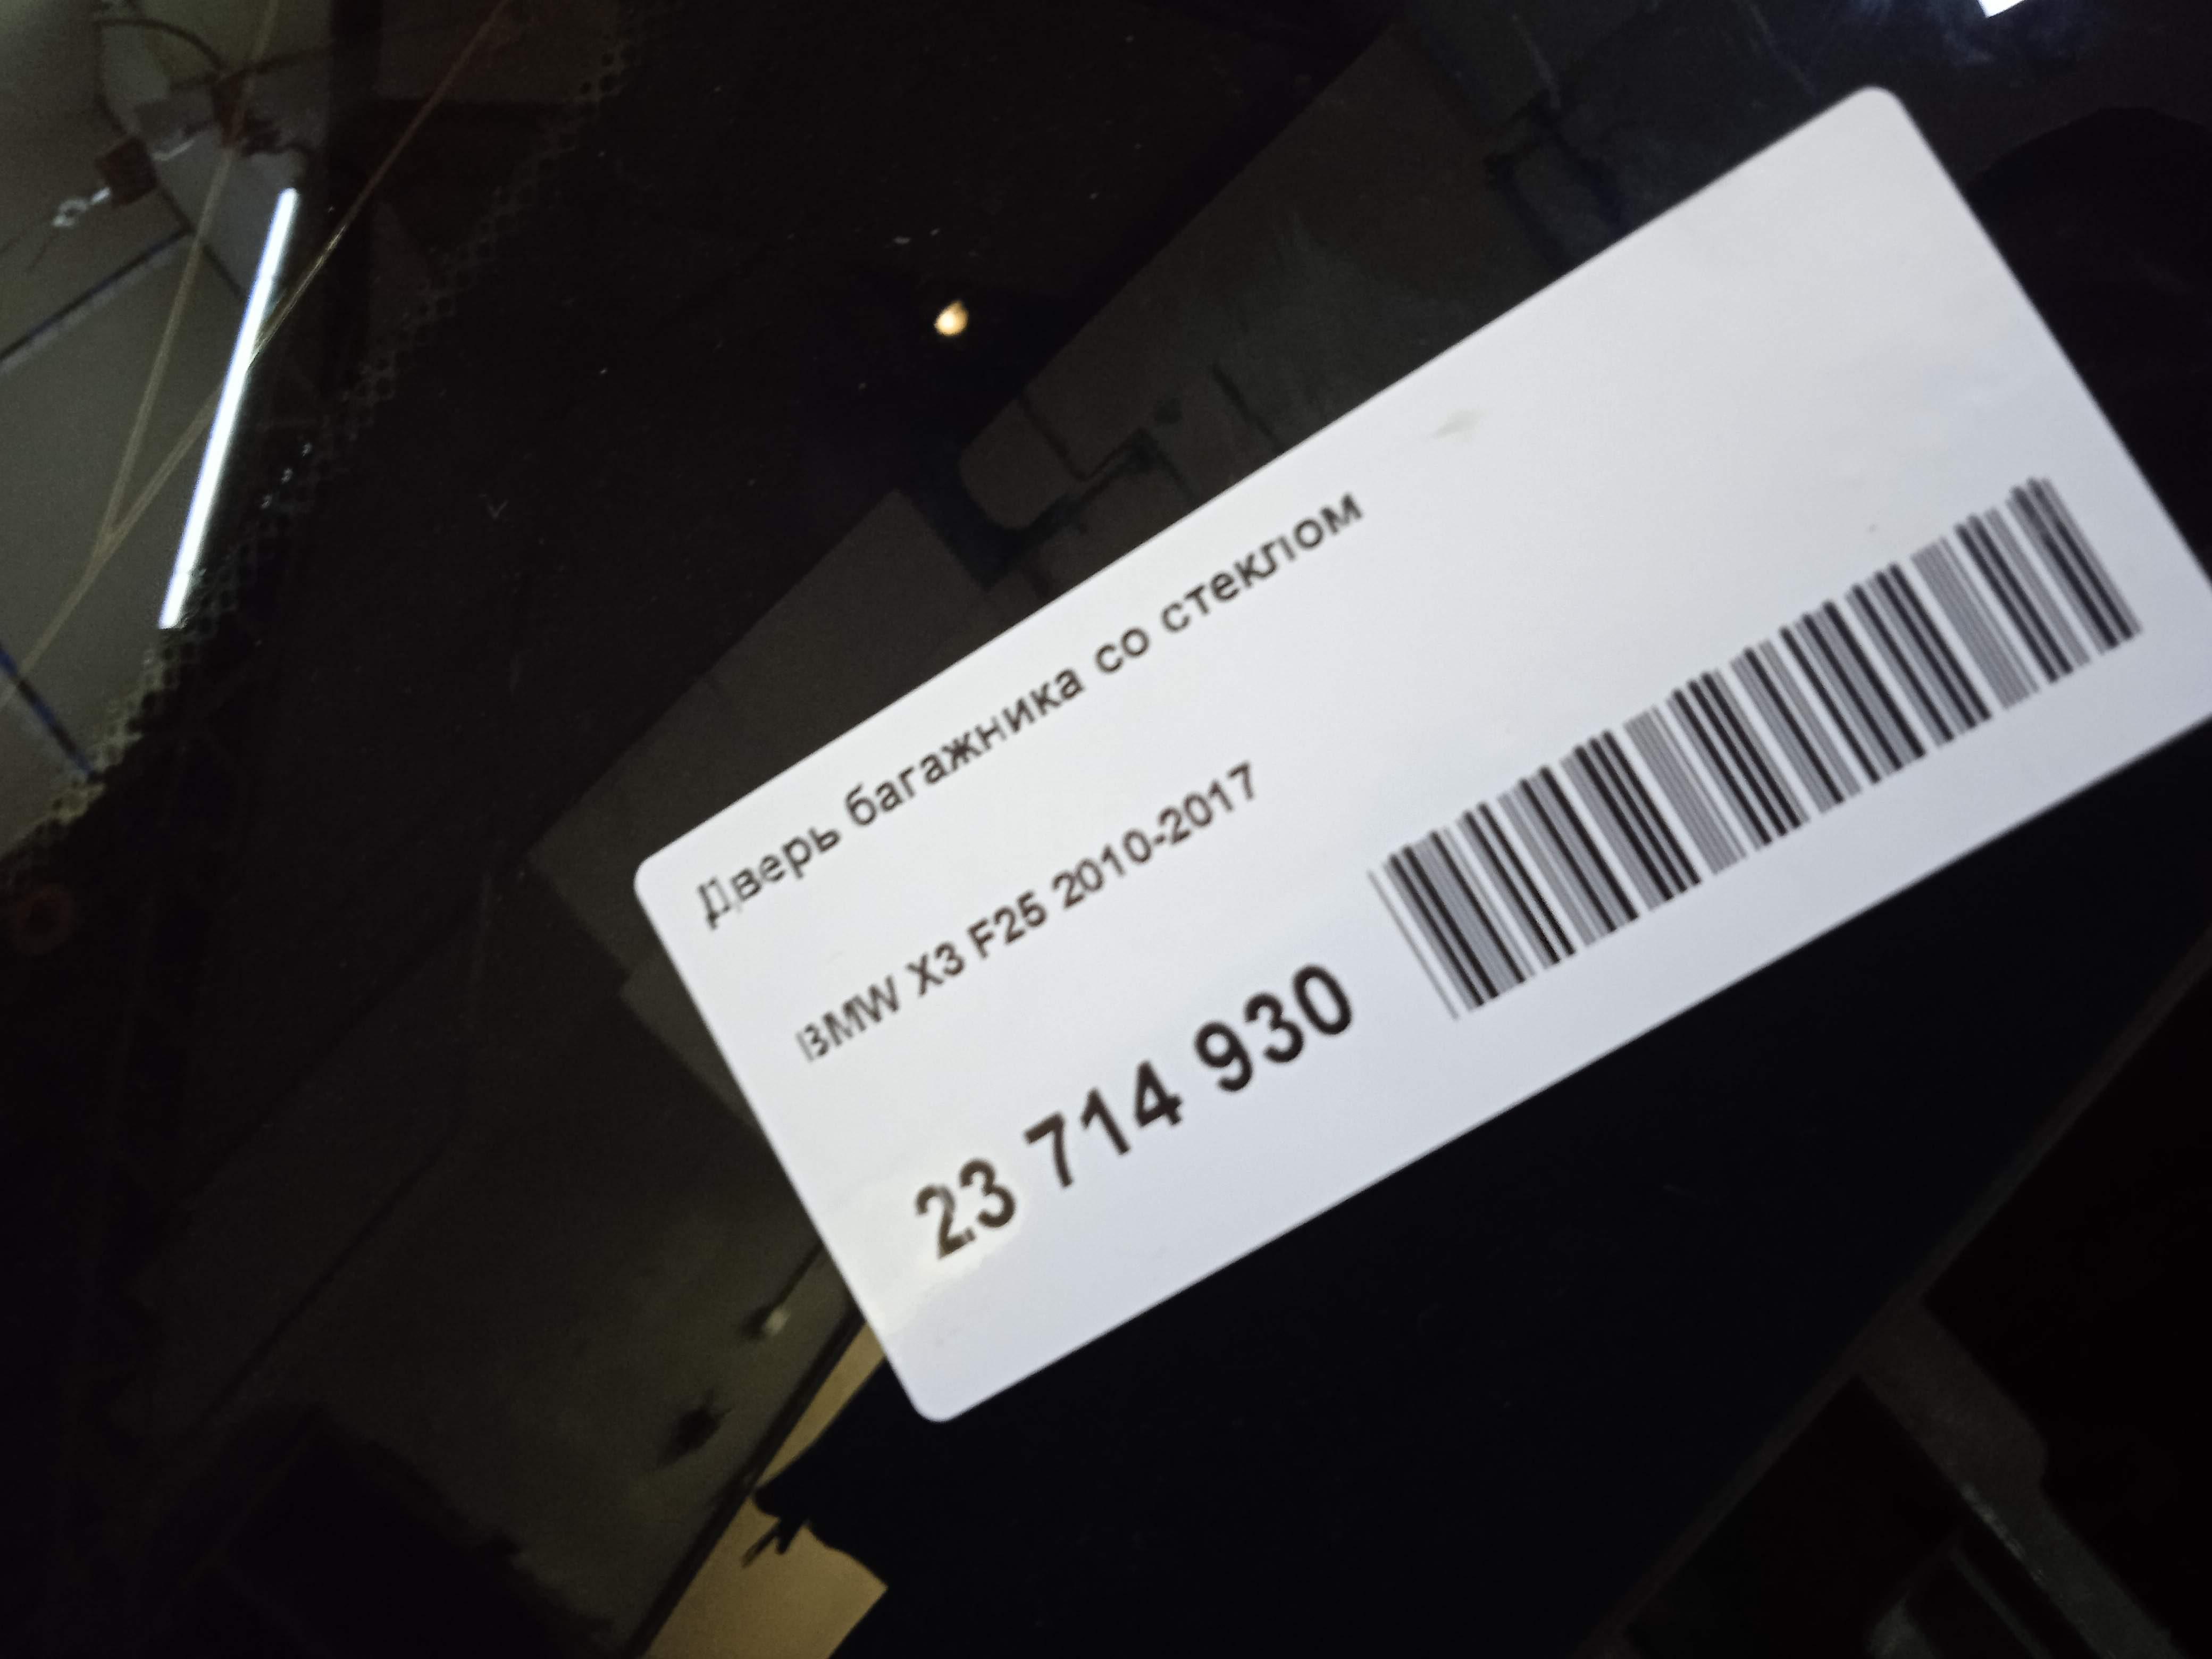 Дверь багажника со стеклом
BMW X3 F25 2010-2017
23 714 930